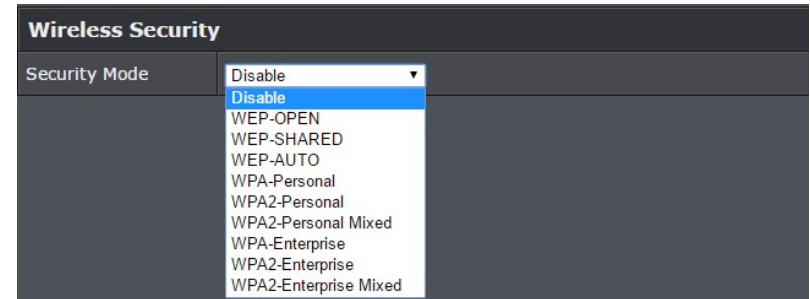 Wireless Security
Security Mode
Disable
Disable
WEP-OPEN
WEP-SHARED
WEP-AUTO
WPA-Personal
WPA2-Personal
WPA2-Personal Mixed
WPA-Enterprise
WPA2-Enterprise
WPA2-Enterprise Mixed